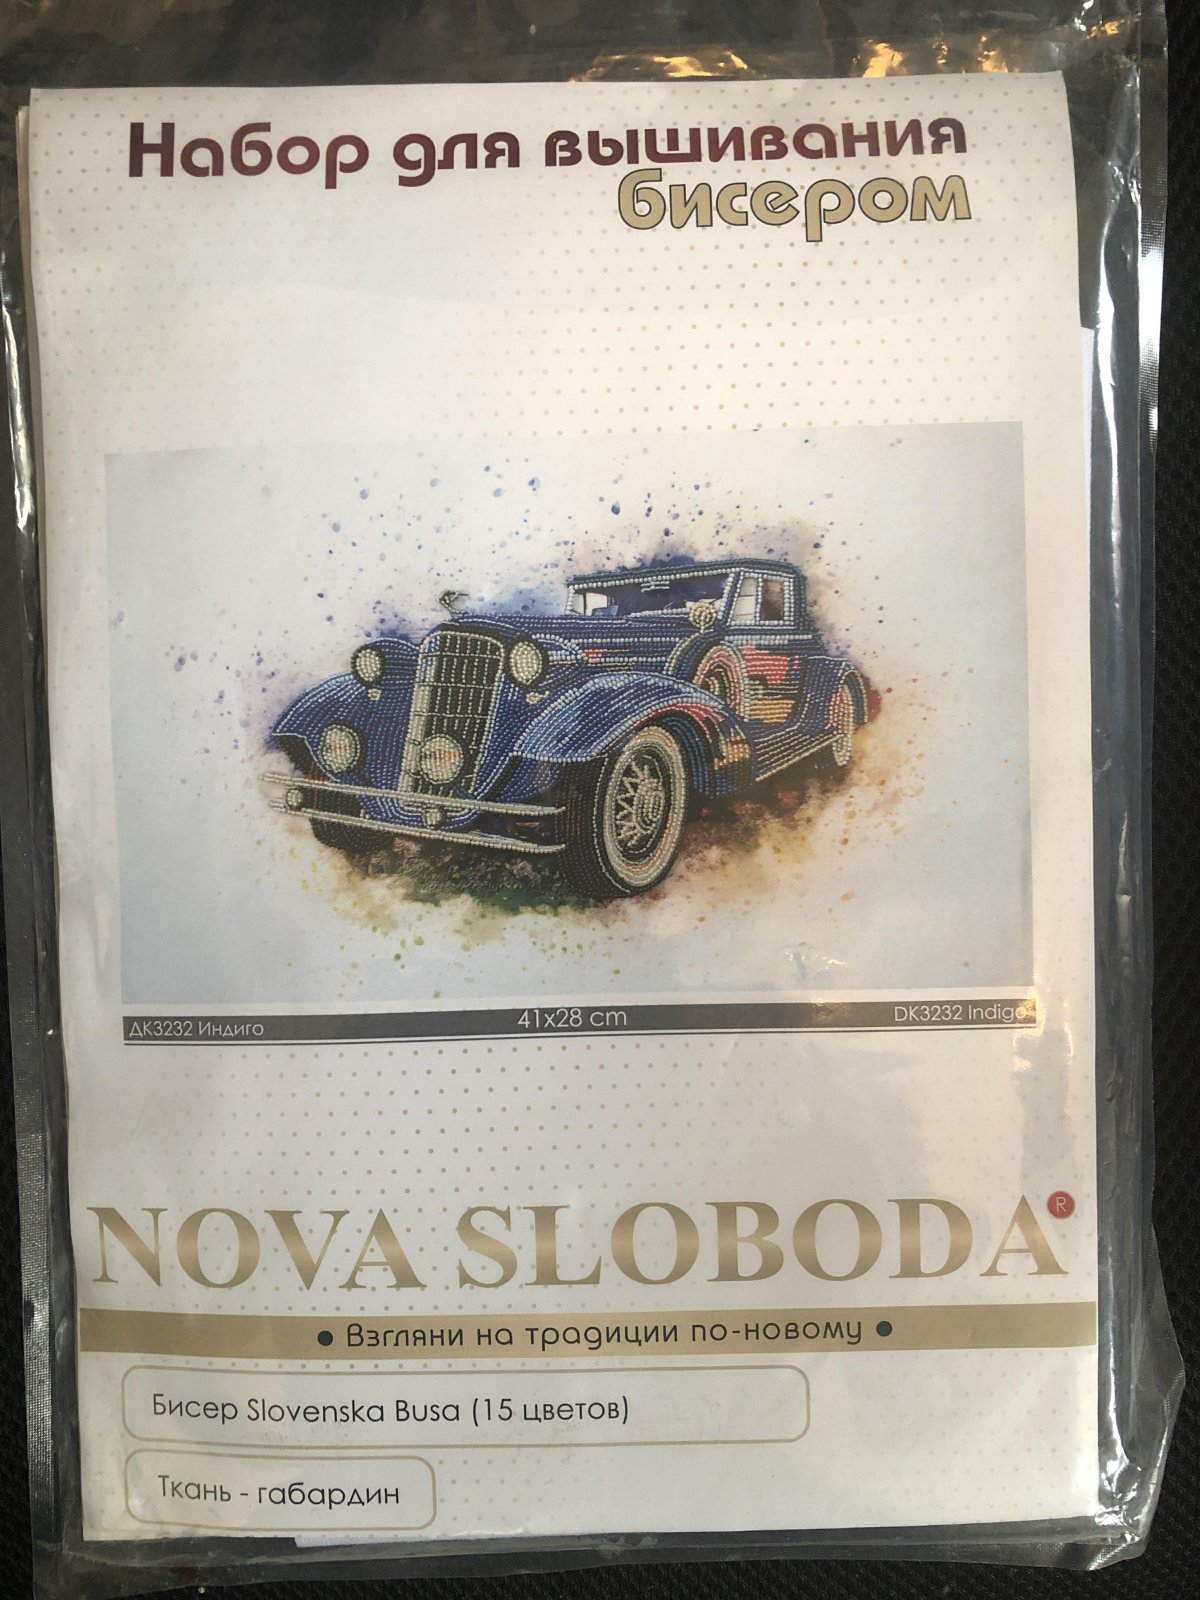 Набор для вышивания
бисером
ДК3232 Индиго
41x28 cm
DK3232 Indigo
NOVA SLOBODA®
• Взгляни на традиции по-новому •
Бисер Slovenska Busa (15 цветов)
Ткань - габардин